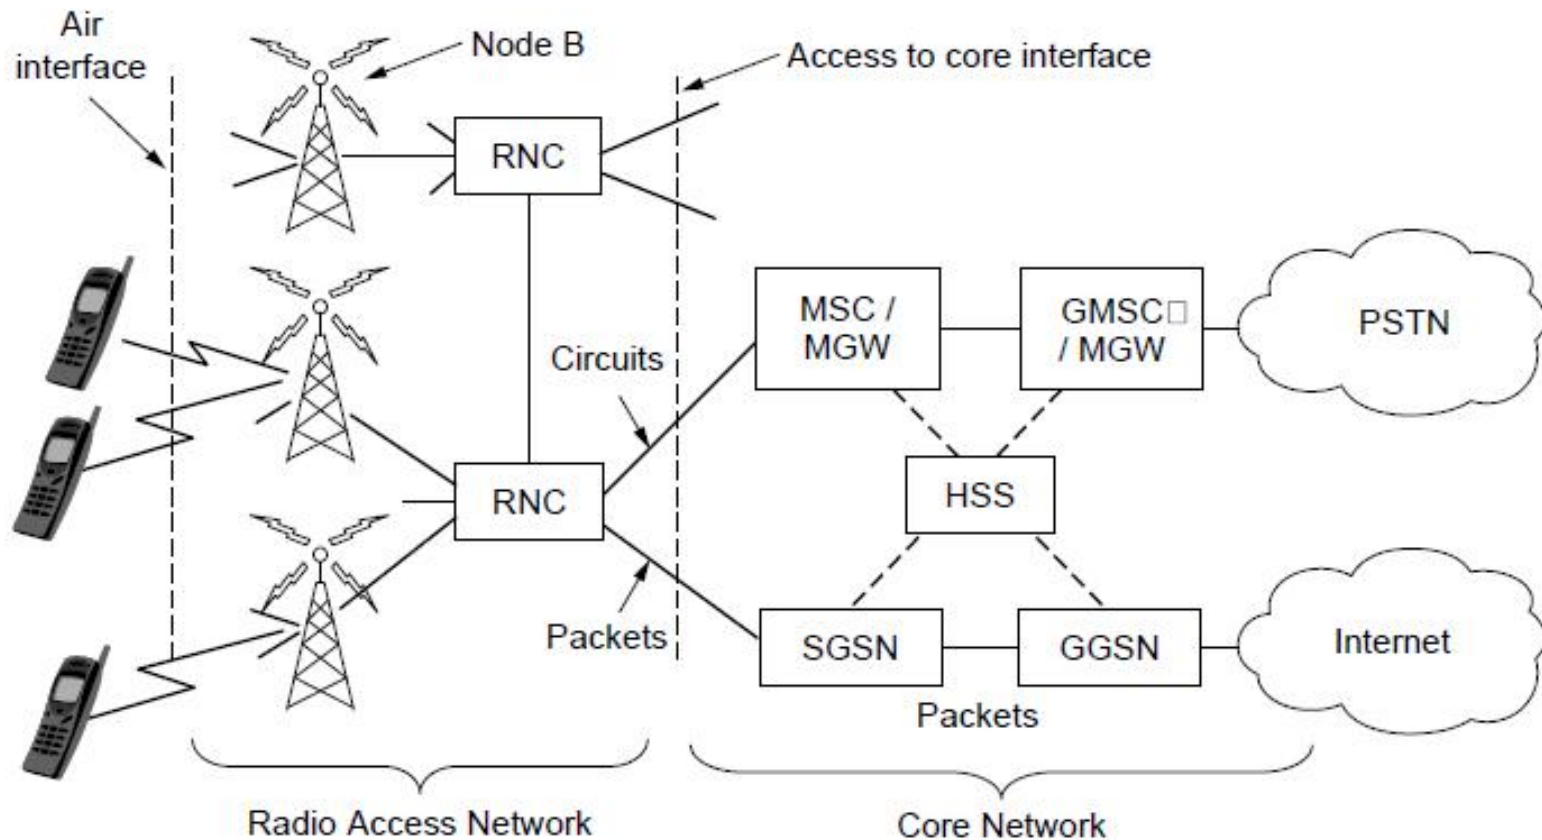 Air
interface
Node B
Access to core interface
RNC
MSC /
MGW
GMSC□
/ MGW
PSTN
Circuits
RNC
HSS
Packets
SGSN
GGSN
Internet
Packets
Radio Access Network
Core Network